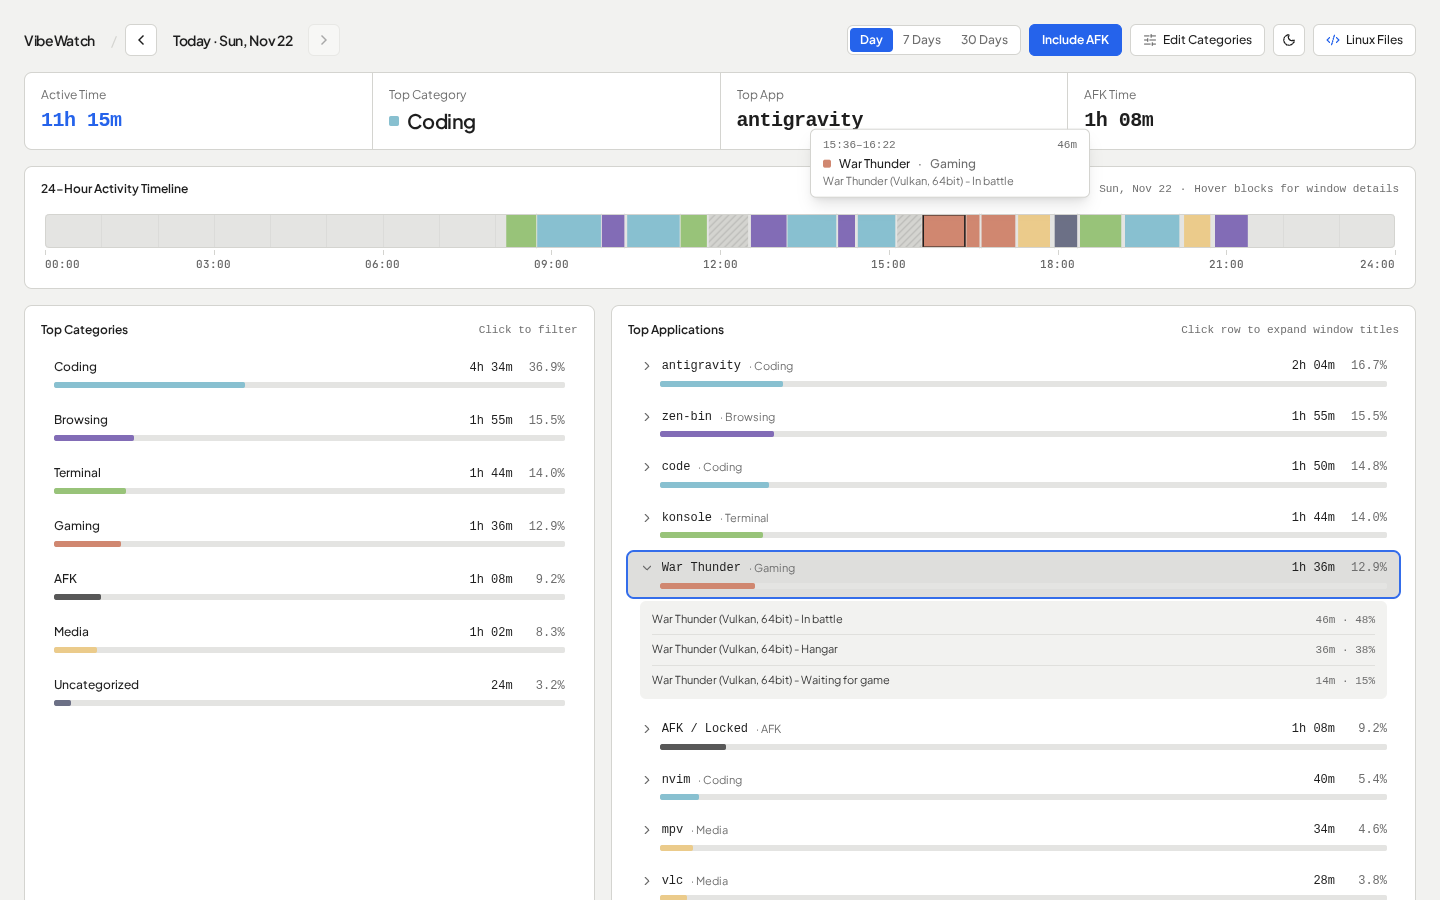 VibeWatch / Today · Sun, Nov 22 Day 7 Days 30 Days Include AFK Edit Categories Linux Files
Active Time
11h 15m
Top Category
Coding
Top App
antigravity
AFK Time
1h 08m
15:36–16:22 46m
War Thunder · Gaming
War Thunder (Vulkan, 64bit) - In battle
24-Hour Activity Timeline Sun, Nov 22 · Hover blocks for window details
00:00 03:00 06:00 09:00 12:00 15:00 18:00 21:00 24:00
Top Categories Click to filter
Coding 4h 34m 36.9%
Browsing 1h 55m 15.5%
Terminal 1h 44m 14.0%
Gaming 1h 36m 12.9%
AFK 1h 08m 9.2%
Media 1h 02m 8.3%
Uncategorized 24m 3.2%
Top Applications Click row to expand window titles
antigravity · Coding 2h 04m 16.7%
zen-bin · Browsing 1h 55m 15.5%
code · Coding 1h 50m 14.8%
konsole · Terminal 1h 44m 14.0%
War Thunder · Gaming 1h 36m 12.9%
War Thunder (Vulkan, 64bit) - In battle 46m · 48%
War Thunder (Vulkan, 64bit) - Hangar 36m · 38%
War Thunder (Vulkan, 64bit) - Waiting for game 14m · 15%
AFK / Locked · AFK 1h 08m 9.2%
nvim · Coding 40m 5.4%
mpv · Media 34m 4.6%
vlc · Media 28m 3.8%